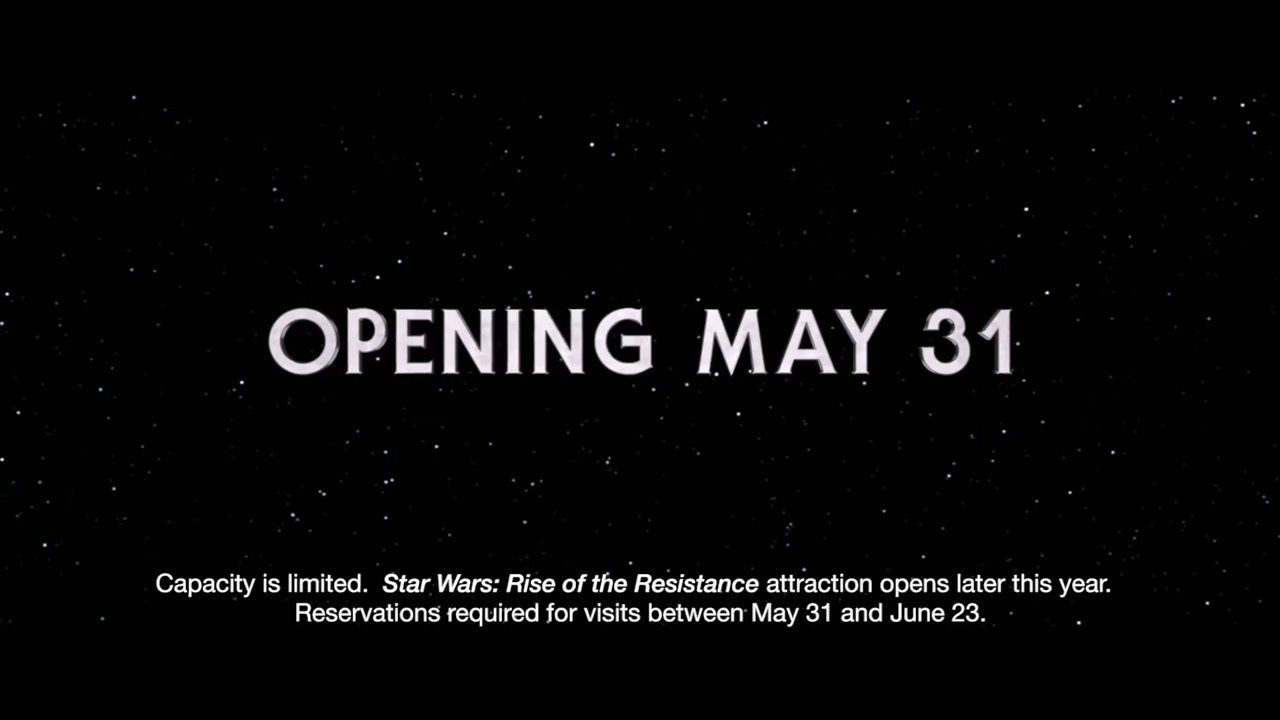 OPENING MAY 31
Capacity is limited. Star Wars: Rise of the Resistance attraction opens later this year.
Reservations required for visits between May 31 and June 23.